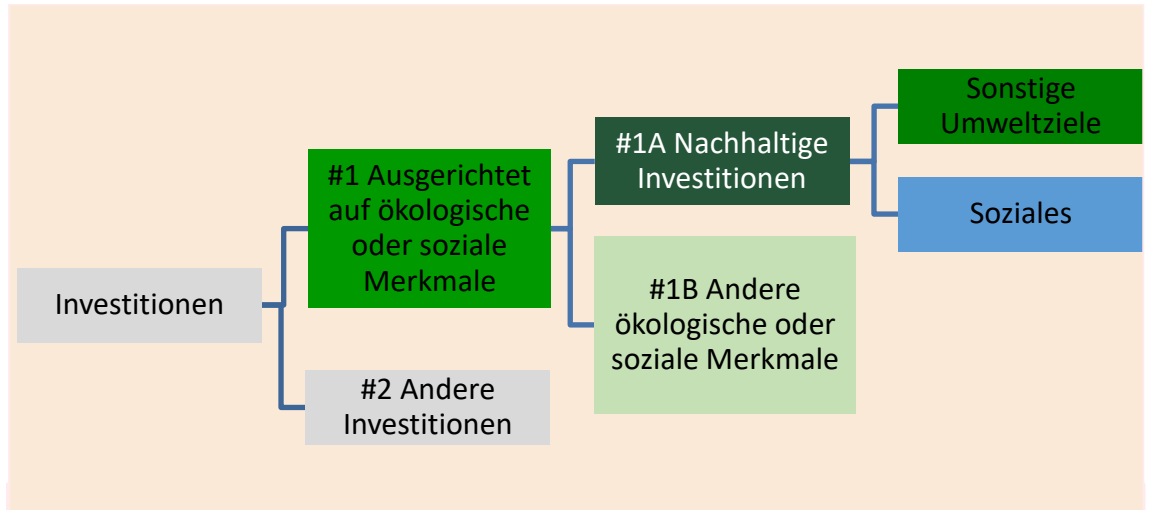 Investitionen
#1 Ausgerichtet
auf ökologische
oder soziale
Merkmale
#2 Andere
Investitionen
#1A Nachhaltige
Investitionen
#1B Andere
ökologische oder
soziale Merkmale
Sonstige
Umweltziele
Soziales